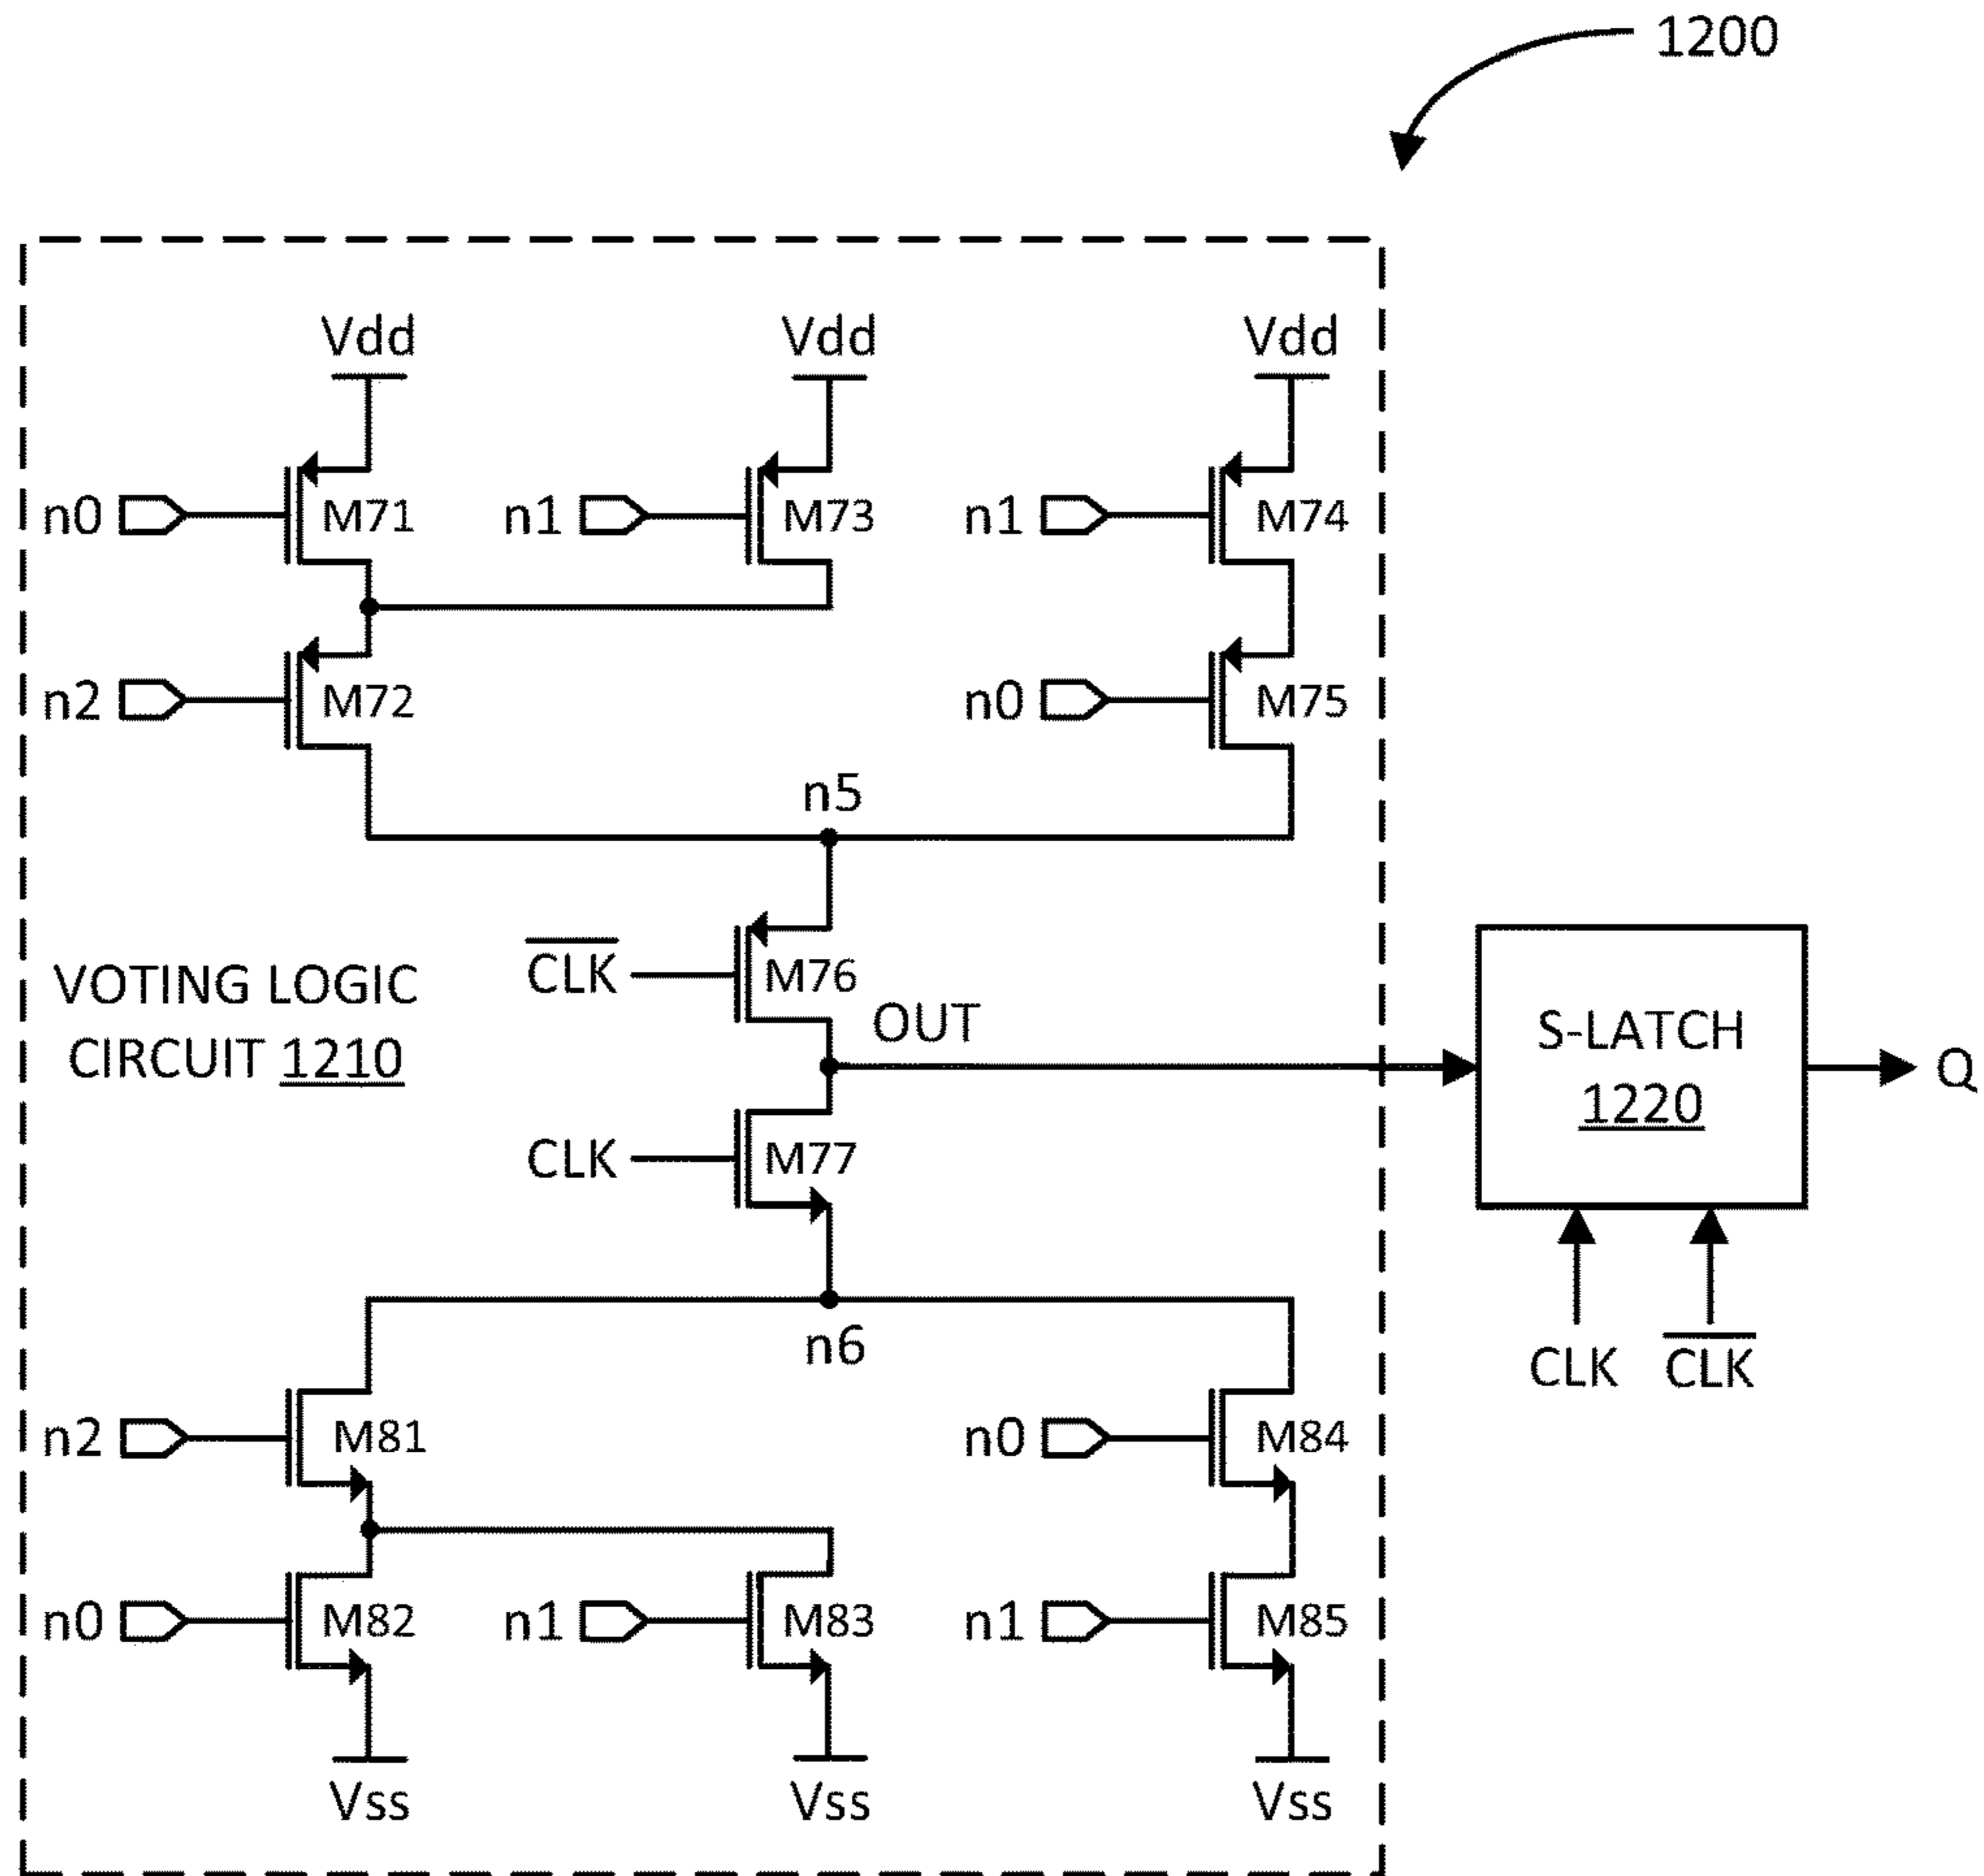 1200
Vdd Vdd Vdd
n0 M71 n1 M73 n1 M74
n2 M72 n0 M75
n5
C̅L̅K̅ M76
VOTING LOGIC
CIRCUIT 1210
OUT
S-LATCH
1220
Q
CLK M77
n6
CLK C̅L̅K̅
n2 M81 n0 M84
n0 M82 n1 M83 n1 M85
Vss Vss Vss